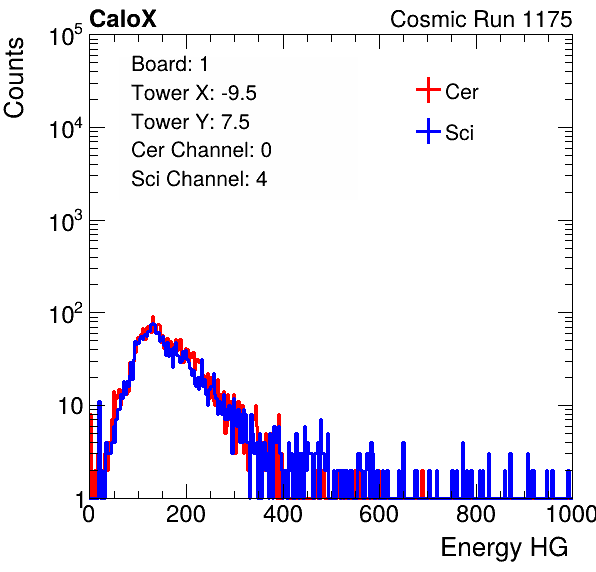 CaloX Cosmic Run 1175
Counts
10^5
10^4
10^3
10^2
10
1
Board: 1
Tower X: -9.5
Tower Y: 7.5
Cer Channel: 0
Sci Channel: 4
Cer
Sci
0 200 400 600 800 1000
Energy HG